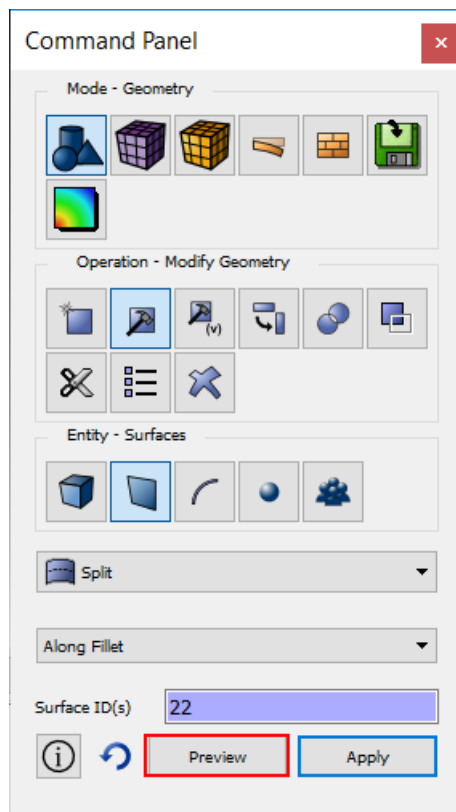 Command Panel
Mode - Geometry
Operation - Modify Geometry
(v)
Entity - Surfaces
Split
Along Fillet
Surface ID(s) 22
Preview Apply